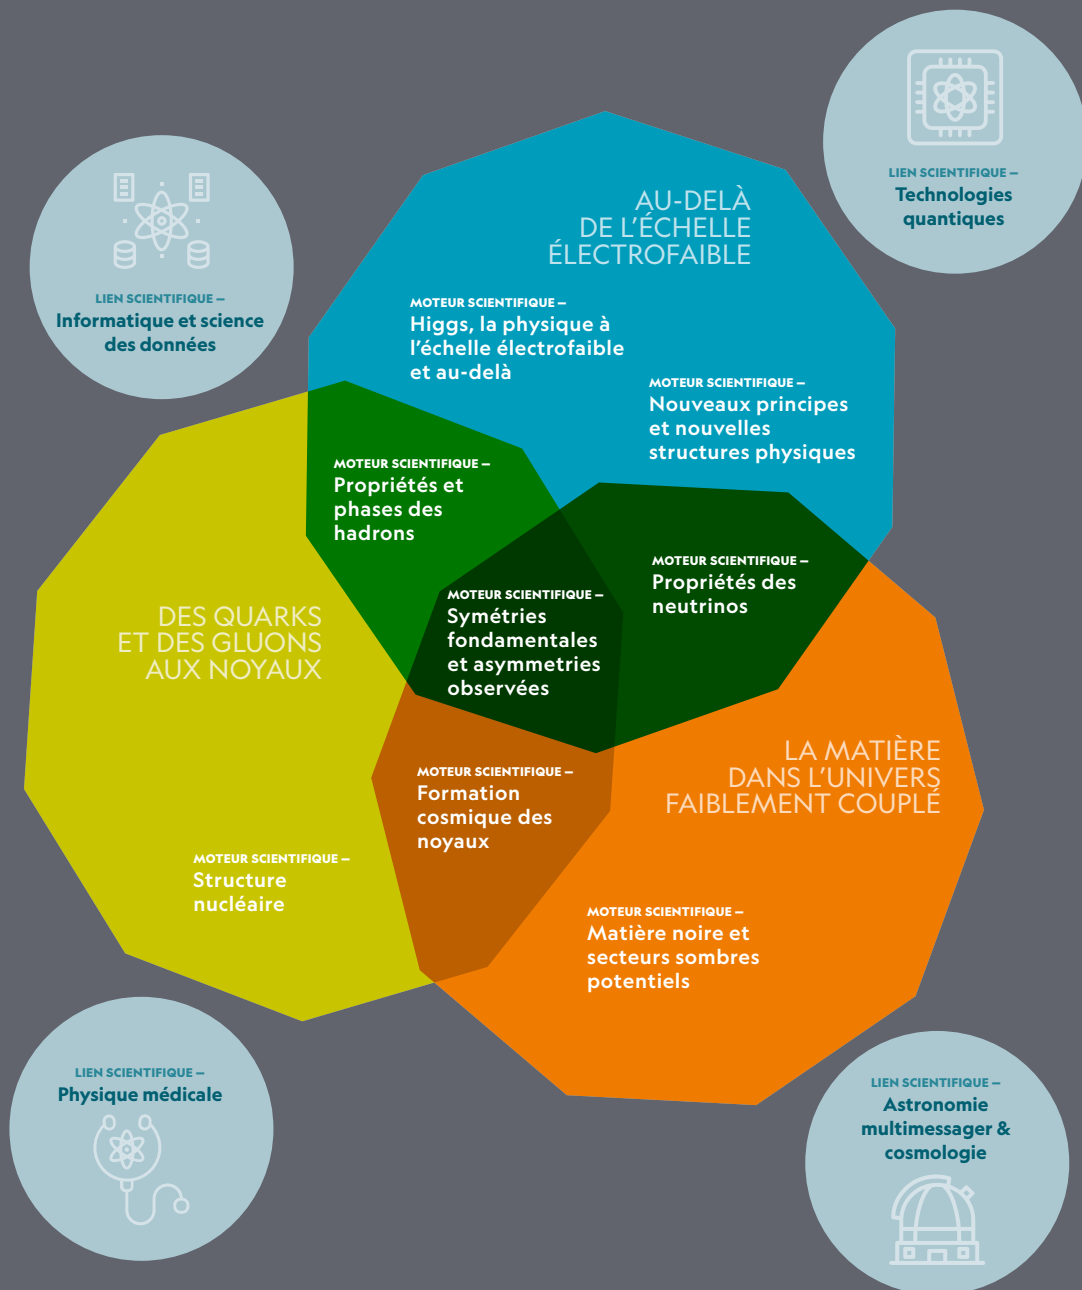 LIEN SCIENTIFIQUE –
Technologies
quantiques
LIEN SCIENTIFIQUE –
Informatique et science
des données
AU-DELÀ
DE L’ÉCHELLE
ÉLECTROFAIBLE
MOTEUR SCIENTIFIQUE –
Higgs, la physique à
l’échelle électrofaible
et au-delà
MOTEUR SCIENTIFIQUE –
Nouveaux principes
et nouvelles
structures physiques
MOTEUR SCIENTIFIQUE –
Propriétés et
phases des
hadrons
MOTEUR SCIENTIFIQUE –
Propriétés des
neutrinos
MOTEUR SCIENTIFIQUE –
Symétries
fondamentales
et asymmetries
observées
DES QUARKS
ET DES GLUONS
AUX NOYAUX
LA MATIÈRE
DANS L’UNIVERS
FAIBLEMENT COUPLÉ
MOTEUR SCIENTIFIQUE –
Formation
cosmique des
noyaux
MOTEUR SCIENTIFIQUE –
Structure
nucléaire
MOTEUR SCIENTIFIQUE –
Matière noire et
secteurs sombres
potentiels
LIEN SCIENTIFIQUE –
Physique médicale
LIEN SCIENTIFIQUE –
Astronomie
multimessager &
cosmologie